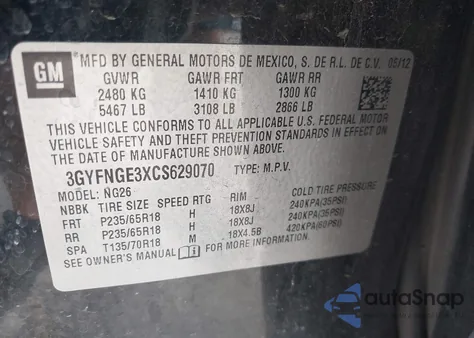 GM
MFD BY GENERAL MOTORS DE MEXICO, S. DE R.L. DE C.V. 05/12
GVWR GAWR FRT GAWR RR
2480 KG 1410 KG 1300 KG
5467 LB 3108 LB 2866 LB
THIS VEHICLE CONFORMS TO ALL APPLICABLE U.S. FEDERAL MOTOR
VEHICLE SAFETY, BUMPER, AND THEFT PREVENTION STANDARDS
IN EFFECT ON THE DATE OF MANUFACTURE SHOWN ABOVE.
3GYFNGE3XCS629070 TYPE: M.P.V.
MODEL: NG26
NBBK TIRE SIZE SPEED RTG RIM COLD TIRE PRESSURE
FRT P235/65R18 H 18X8J 240KPA(35PSI)
RR P235/65R18 H 18X8J 240KPA(35PSI)
SPA T135/70R18 M 18X4.5B 420KPA(60PSI)
SEE OWNER'S MANUAL FOR MORE INFORMATION.
autoSnap